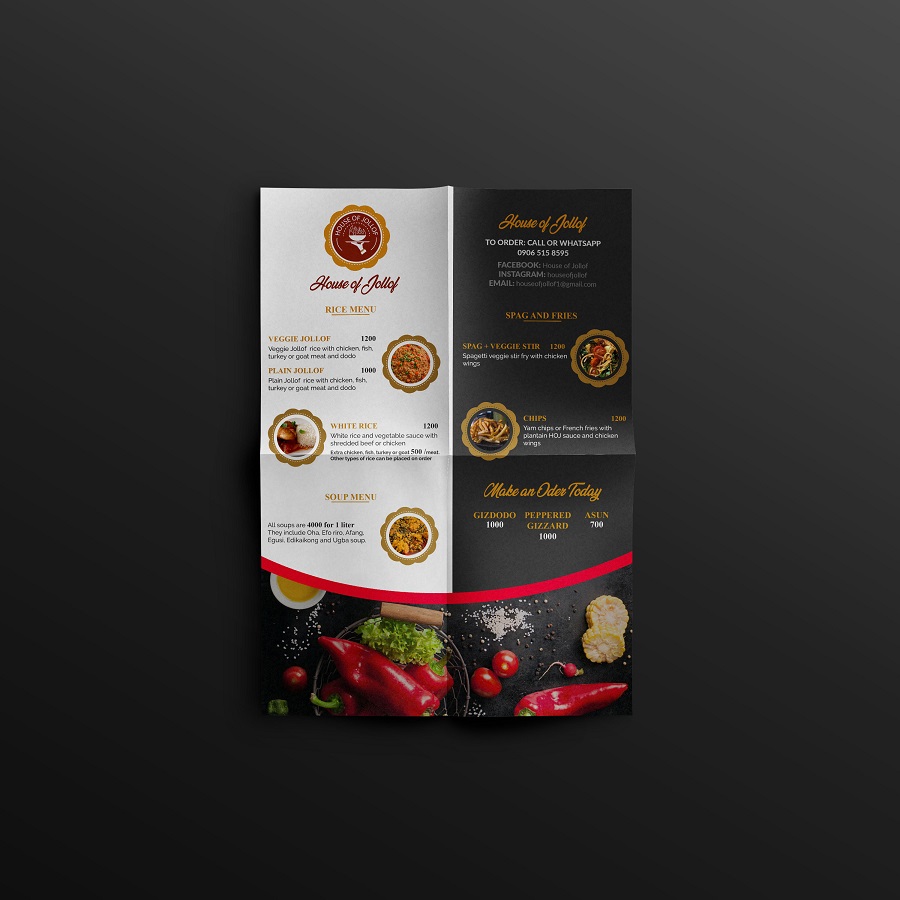 HOUSE OF JOLLOF
House of Jollof
RICE MENU
VEGGIE JOLLOF 1200
Veggie Jollof rice with chicken, fish,
turkey or goat meat and dodo
PLAIN JOLLOF 1000
Plain Jollof rice with chicken, fish,
turkey or goat meat and dodo
WHITE RICE 1200
White rice and vegetable sauce with
shredded beef or chicken
Extra chicken, fish, turkey or goat 500 /meat.
Other types of rice can be placed on order
SOUP MENU
All soups are 4000 for 1 liter
They include Oha, Efo riro, Afang,
Egusi, Edikaikong and Ugba soup.
House of Jollof
TO ORDER: CALL OR WHATSAPP
0906 515 8595
FACEBOOK: House of Jollof
INSTAGRAM: houseofjollof
EMAIL: houseofjollof1@gmail.com
SPAG AND FRIES
SPAG + VEGGIE STIR 1200
Spagetti veggie stir fry with chicken
wings
CHIPS 1200
Yam chips or French fries with
plantain HOJ sauce and chicken
wings
Make an Oder Today
GIZDODO PEPPERED ASUN
1000 GIZZARD 700
1000